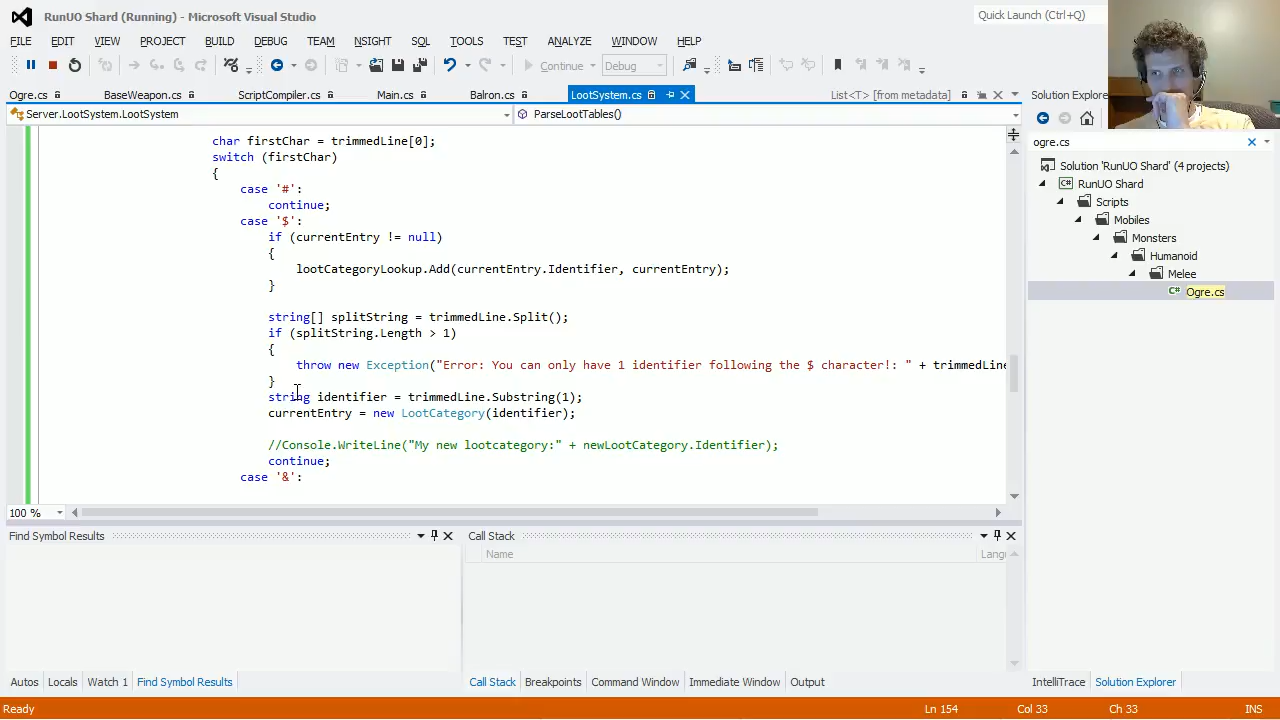 RunUO Shard (Running) - Microsoft Visual Studio
Quick Launch (Ctrl+Q)
FILE EDIT VIEW PROJECT BUILD DEBUG TEAM NSIGHT SQL TOOLS TEST ANALYZE WINDOW HELP
Continue Debug
Ogre.cs BaseWeapon.cs ScriptCompiler.cs Main.cs Balron.cs LootSystem.cs List<T> [from metadata]
Solution Explore
Server.LootSystem.LootSystem ParseLootTables()
ogre.cs
char firstChar = trimmedLine[0];
switch (firstChar)
{
case '#':
continue;
case '$':
if (currentEntry != null)
{
lootCategoryLookup.Add(currentEntry.Identifier, currentEntry);
}
string[] splitString = trimmedLine.Split();
if (splitString.Length > 1)
{
throw new Exception("Error: You can only have 1 identifier following the $ character!: " + trimmedLine
}
string identifier = trimmedLine.Substring(1);
currentEntry = new LootCategory(identifier);
//Console.WriteLine("My new lootcategory:" + newLootCategory.Identifier);
continue;
case '&':
Solution 'RunUO Shard' (4 projects)
RunUO Shard
Scripts
Mobiles
Monsters
Humanoid
Melee
Ogre.cs
100 %
Find Symbol Results
Call Stack
Name Langu
Autos Locals Watch 1 Find Symbol Results
Call Stack Breakpoints Command Window Immediate Window Output
IntelliTrace Solution Explorer
Ready Ln 154 Col 33 Ch 33 INS